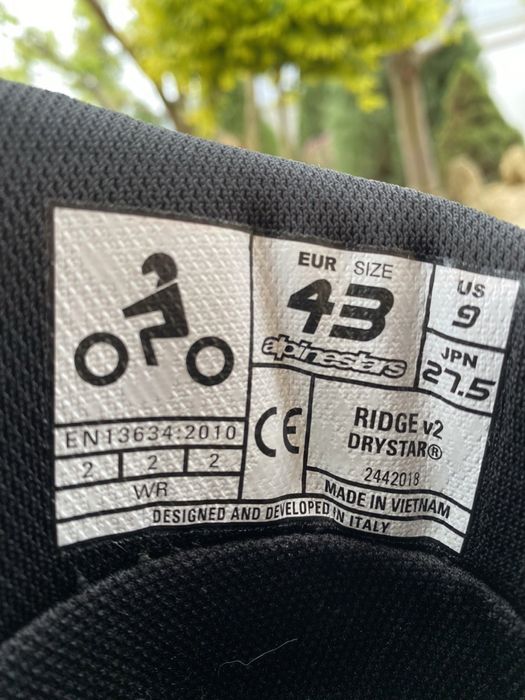 EUR SIZE
43
alpinestars
US
9
JPN
27.5
EN13634:2010
2 2 2
WR
CE
RIDGE v2
DRYSTAR®
2442018
MADE IN VIETNAM
DESIGNED AND DEVELOPED IN ITALY